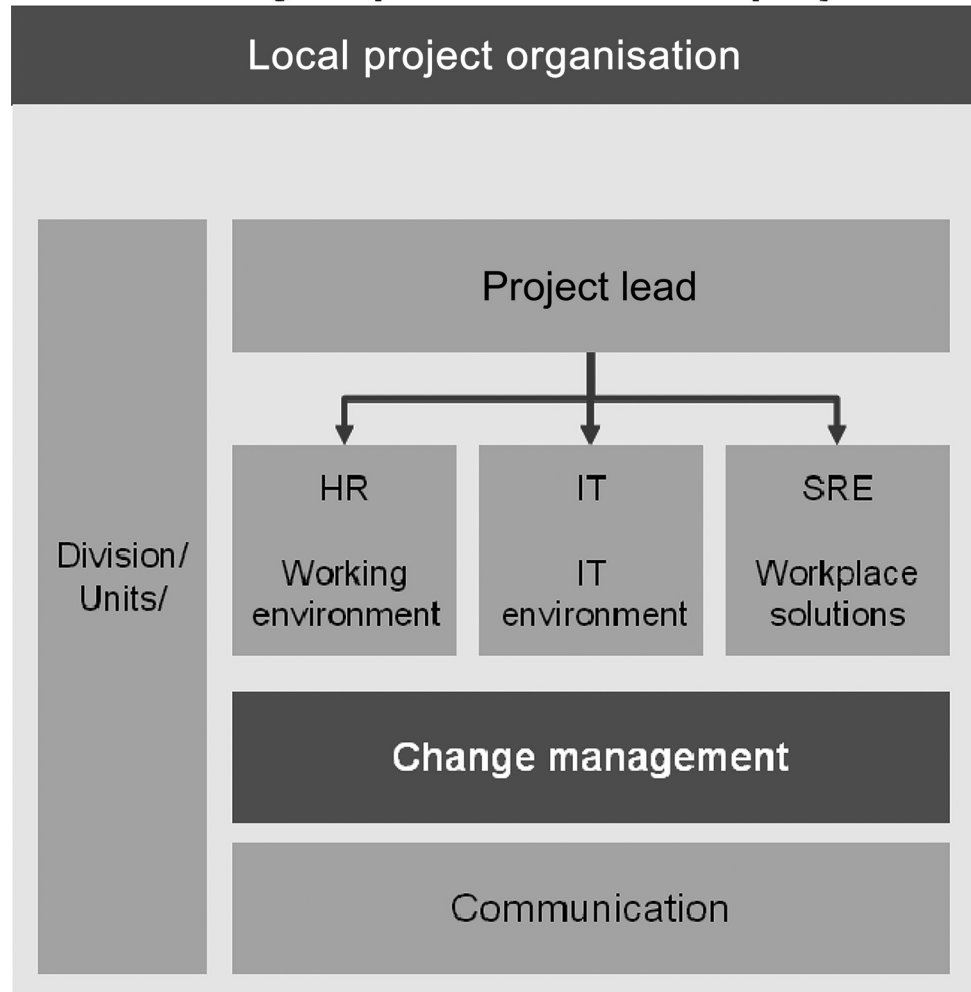 Local project organisation
Project lead
Division/
Units/
HR
Working
environment
IT
IT
environment
SRE
Workplace
solutions
Change management
Communication